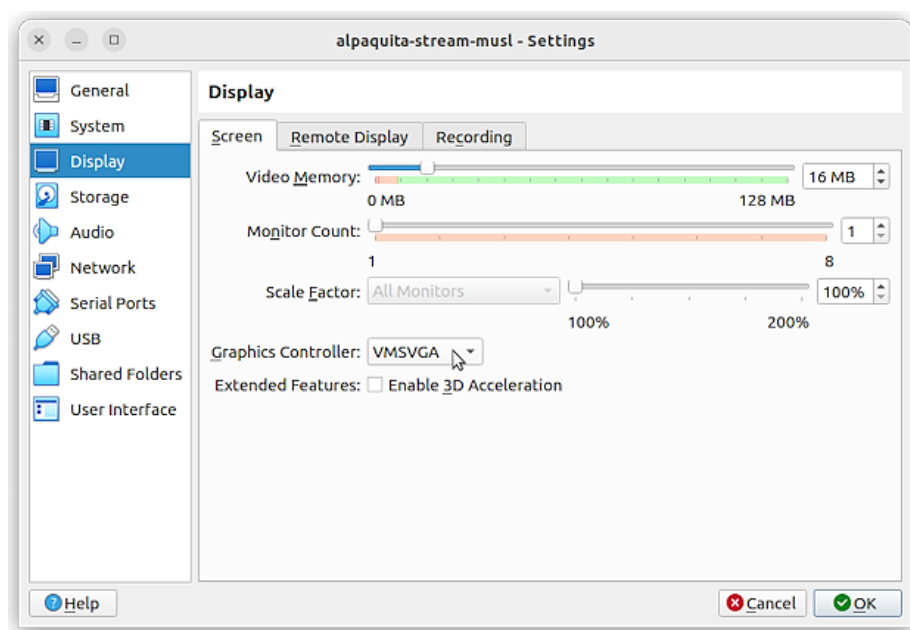 alpaquita-stream-musl - Settings
General
System
Display
Storage
Audio
Network
Serial Ports
USB
Shared Folders
User Interface
Display
Screen Remote Display Recording
Video Memory: 16 MB
0 MB 128 MB
Monitor Count: 1
1 8
Scale Factor: All Monitors 100%
100% 200%
Graphics Controller: VMSVGA
Extended Features: Enable 3D Acceleration
Help Cancel OK